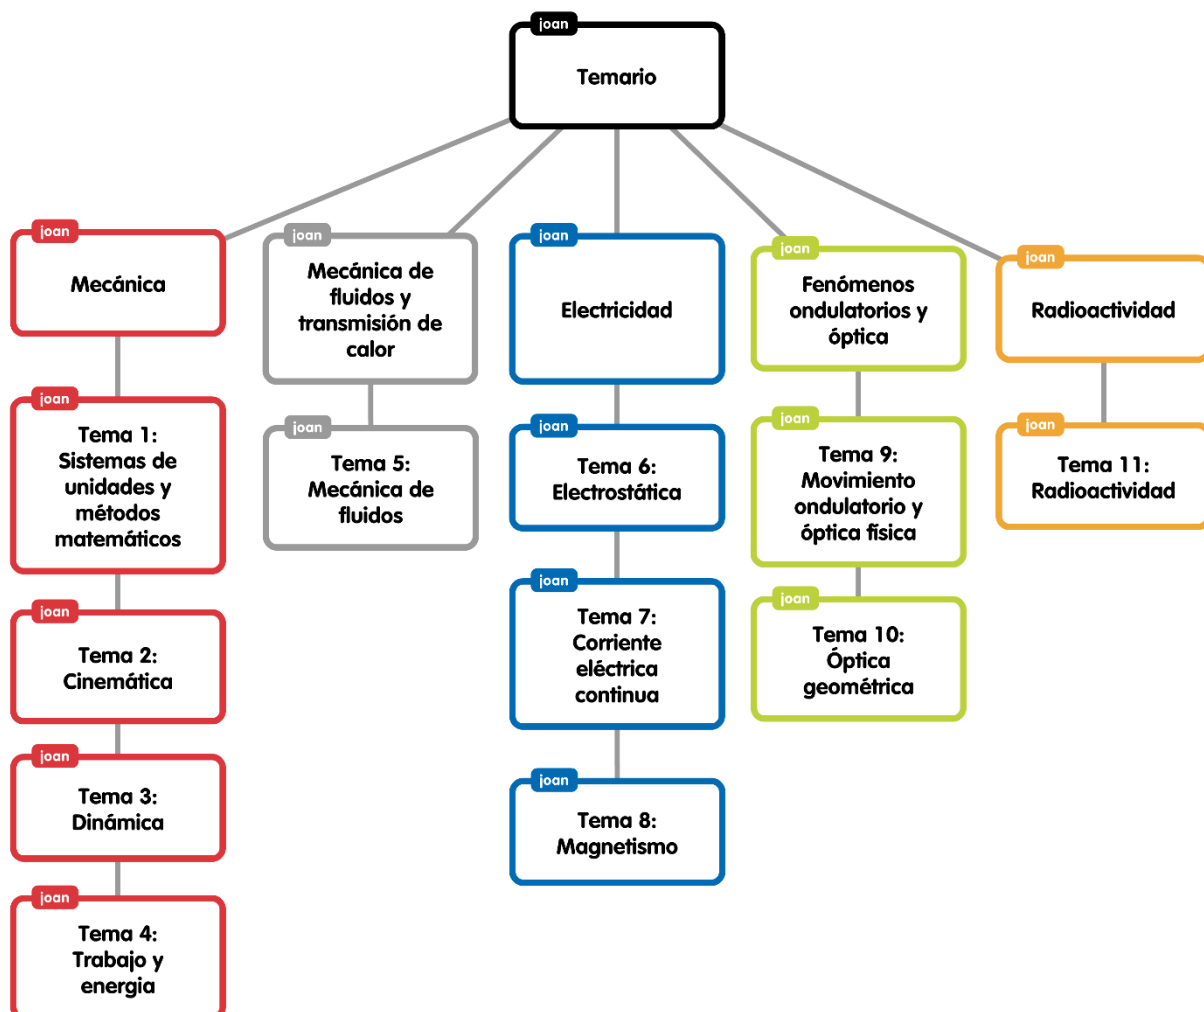 joan
Temario
joan
Mecánica
joan
Mecánica de
fluidos y
transmisión de
calor
joan
Electricidad
joan
Fenómenos
ondulatorios y
óptica
joan
Radioactividad
joan
Tema 1:
Sistemas de
unidades y
métodos
matemáticos
joan
Tema 5:
Mecánica de
fluidos
joan
Tema 6:
Electrostática
joan
Tema 9:
Movimiento
ondulatorio y
óptica física
joan
Tema 11:
Radioactividad
joan
Tema 2:
Cinemática
joan
Tema 7:
Corriente
eléctrica
continua
joan
Tema 10:
Óptica
geométrica
joan
Tema 3:
Dinámica
joan
Tema 8:
Magnetismo
joan
Tema 4:
Trabajo y
energia